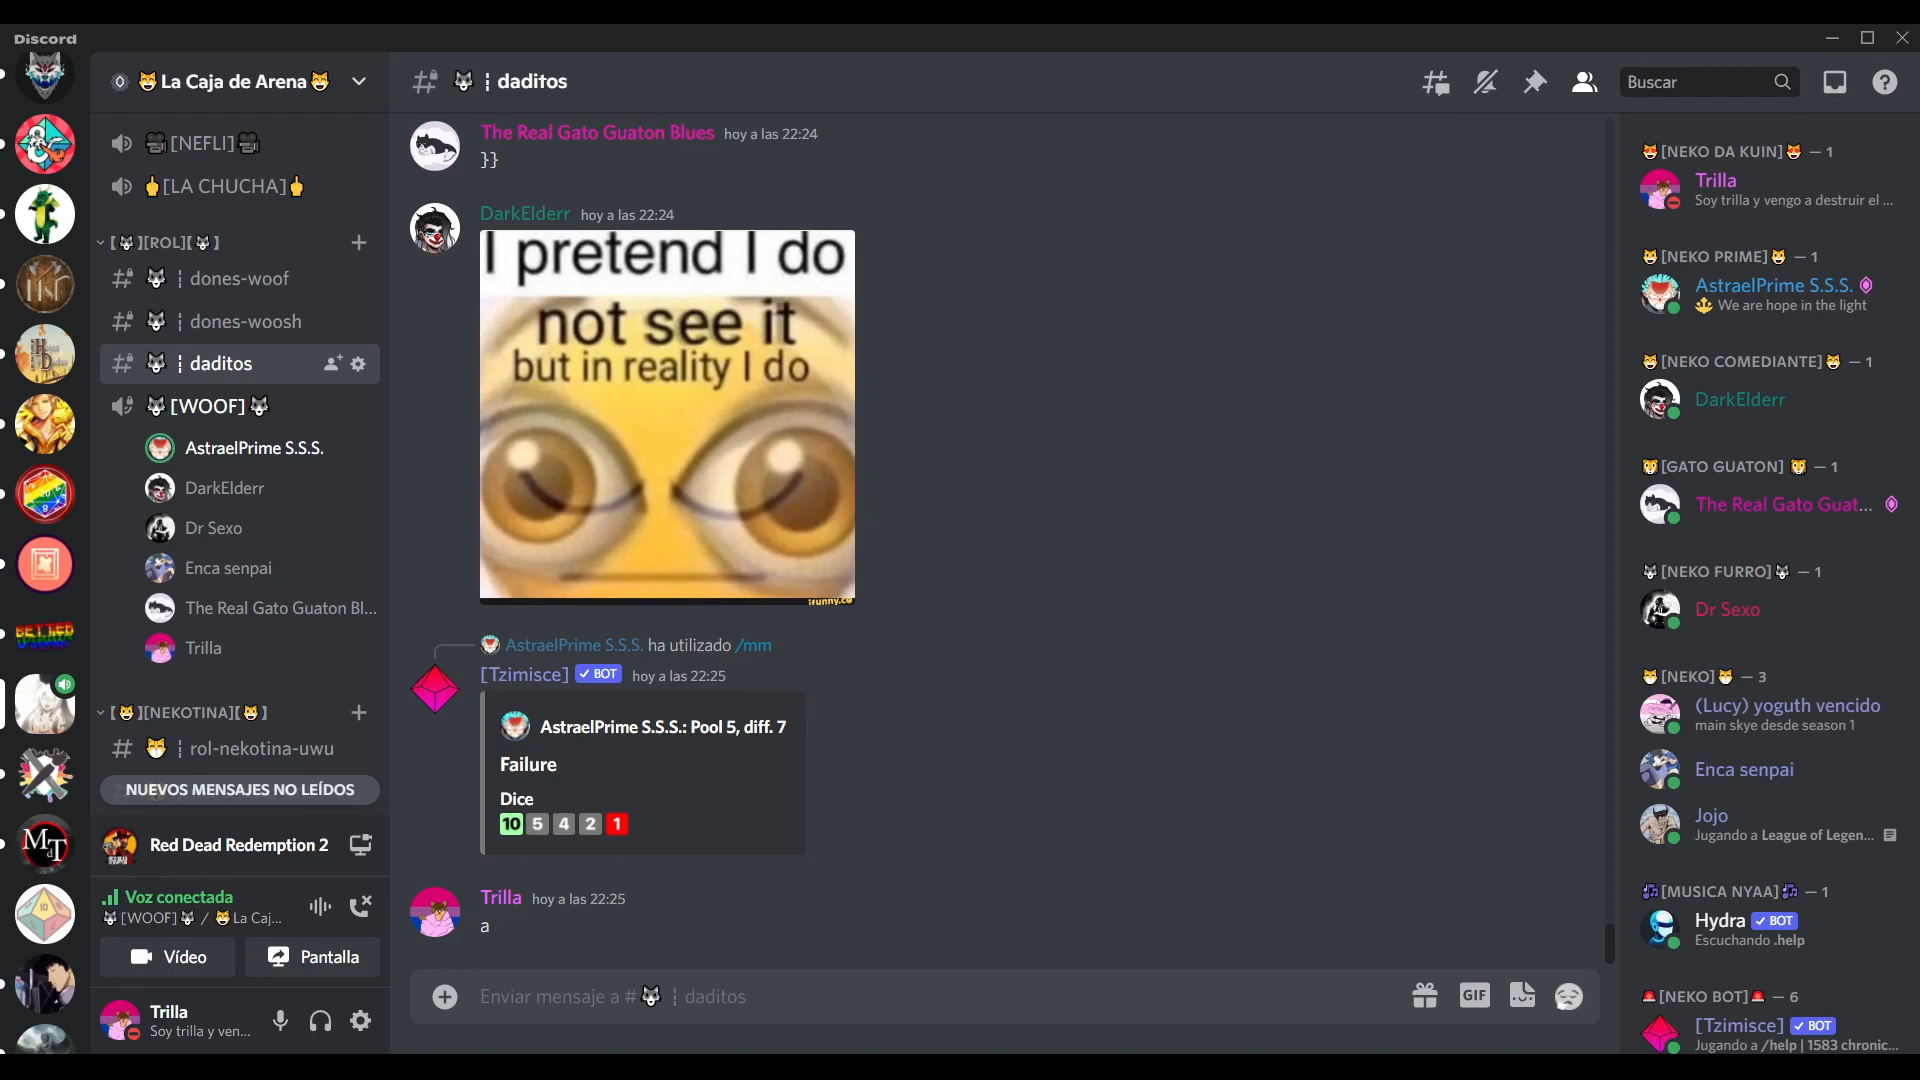 Discord
😸La Caja de Arena😸
🎥[NEFLI]🎥
🖕[LA CHUCHA]🖕
[🐺][ROL][🐺]
🐺 ¦ dones-woof
🐺 ¦ dones-woosh
🐺 ¦ daditos
🐺[WOOF]🐺
AstraelPrime S.S.S.
DarkElderr
Dr Sexo
Enca senpai
The Real Gato Guaton Bl...
Trilla
[🐱][NEKOTINA][🐱]
# 🐱 ¦ rol-nekotina-uwu
NUEVOS MENSAJES NO LEÍDOS
Red Dead Redemption 2
Voz conectada
🐺[WOOF]🐺 / 😸La Caj...
Vídeo
Pantalla
Trilla
Soy trilla y ven...
🐺 ¦ daditos
Buscar
The Real Gato Guaton Blues hoy a las 22:24
}}
DarkElderr hoy a las 22:24
I pretend I do
not see it
but in reality I do
ifunny.co
AstraelPrime S.S.S. ha utilizado /mm
[Tzimisce] ✓ BOT hoy a las 22:25
AstraelPrime S.S.S.: Pool 5, diff. 7
Failure
Dice
10 5 4 2 1
Trilla hoy a las 22:25
a
Enviar mensaje a #🐺 ¦ daditos
GIF
😻[NEKO DA KUIN]😻 — 1
Trilla
Soy trilla y vengo a destruir el ...
😺[NEKO PRIME]😺 — 1
AstraelPrime S.S.S.
🔱 We are hope in the light
😸[NEKO COMEDIANTE]😸 — 1
DarkElderr
🦁[GATO GUATON] 🦁 — 1
The Real Gato Guat...
🐺[NEKO FURRO]🐺 — 1
Dr Sexo
🐱[NEKO]🐱 — 3
(Lucy) yoguth vencido
main skye desde season 1
Enca senpai
Jojo
Jugando a League of Legen...
🎶[MUSICA NYAA]🎶 — 1
Hydra ✓ BOT
Escuchando .help
🚨[NEKO BOT]🚨 — 6
[Tzimisce] ✓ BOT
Jugando a /help | 1583 chronic...